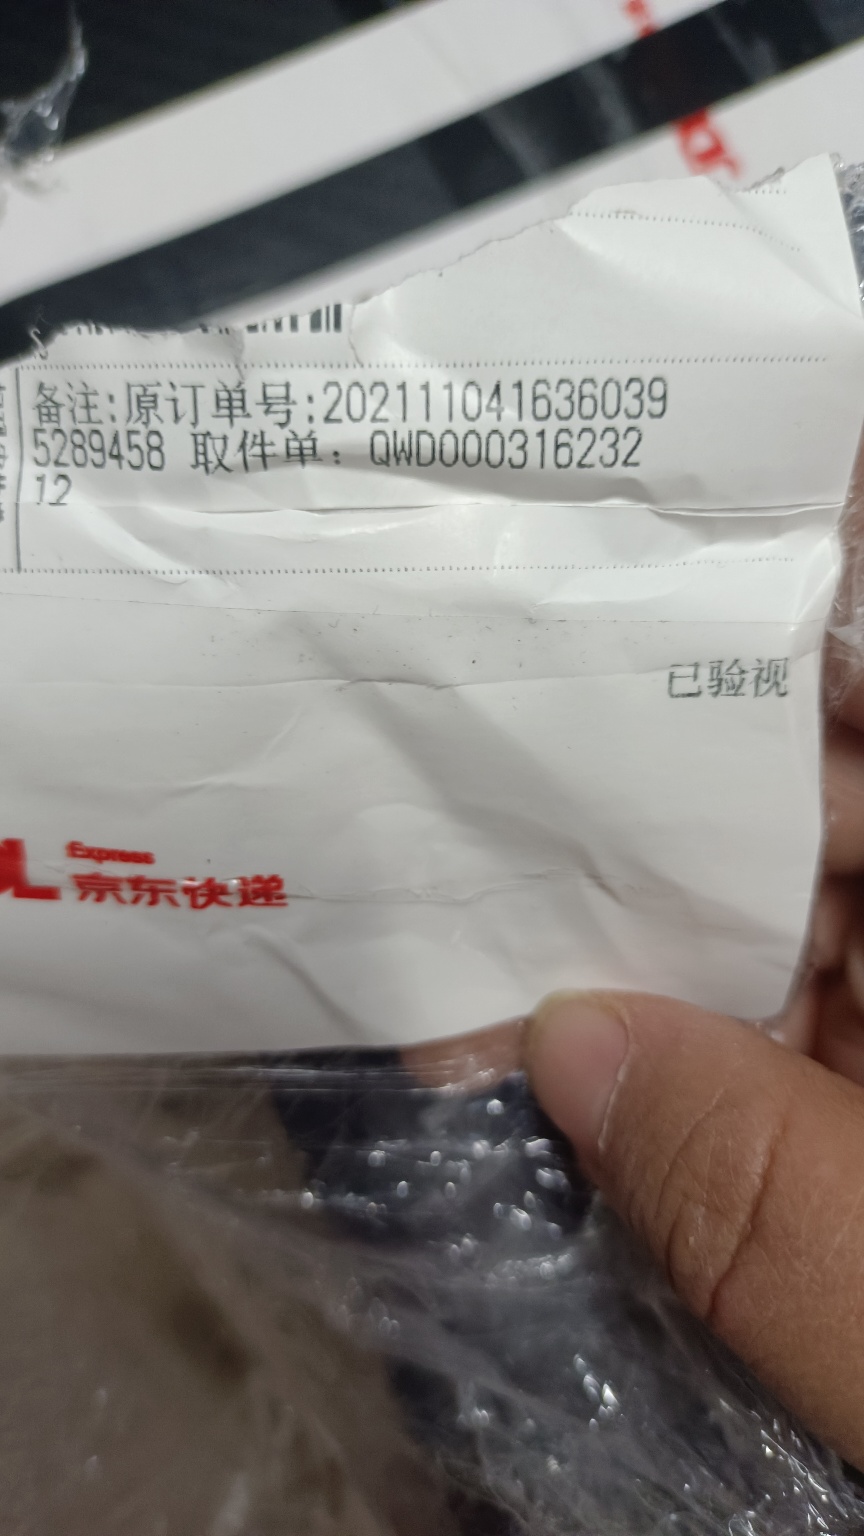 备注:原订单号:202111041636039
5289458 取件单：QWD000316232
12
已验视
Express
京东快递